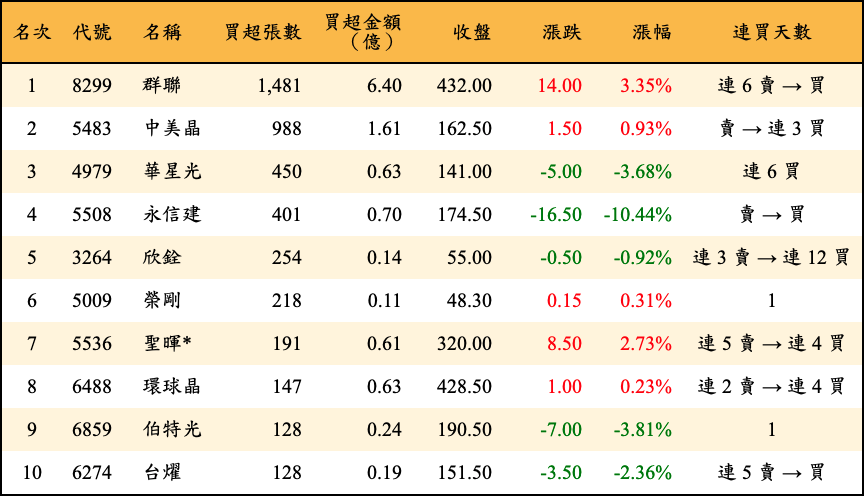 名次 代號 名稱 買超張數 買超金額（億） 收盤 漲跌 漲幅 連買天數
1 8299 群聯 1,481 6.40 432.00 14.00 3.35% 連 6 賣 → 買
2 5483 中美晶 988 1.61 162.50 1.50 0.93% 賣 → 連 3 買
3 4979 華星光 450 0.63 141.00 -5.00 -3.68% 連 6 買
4 5508 永信建 401 0.70 174.50 -16.50 -10.44% 賣 → 買
5 3264 欣銓 254 0.14 55.00 -0.50 -0.92% 連 3 賣 → 連 12 買
6 5009 榮剛 218 0.11 48.30 0.15 0.31% 1
7 5536 聖暉* 191 0.61 320.00 8.50 2.73% 連 5 賣 → 連 4 買
8 6488 環球晶 147 0.63 428.50 1.00 0.23% 連 2 賣 → 連 4 買
9 6859 伯特光 128 0.24 190.50 -7.00 -3.81% 1
10 6274 台燿 128 0.19 151.50 -3.50 -2.36% 連 5 賣 → 買